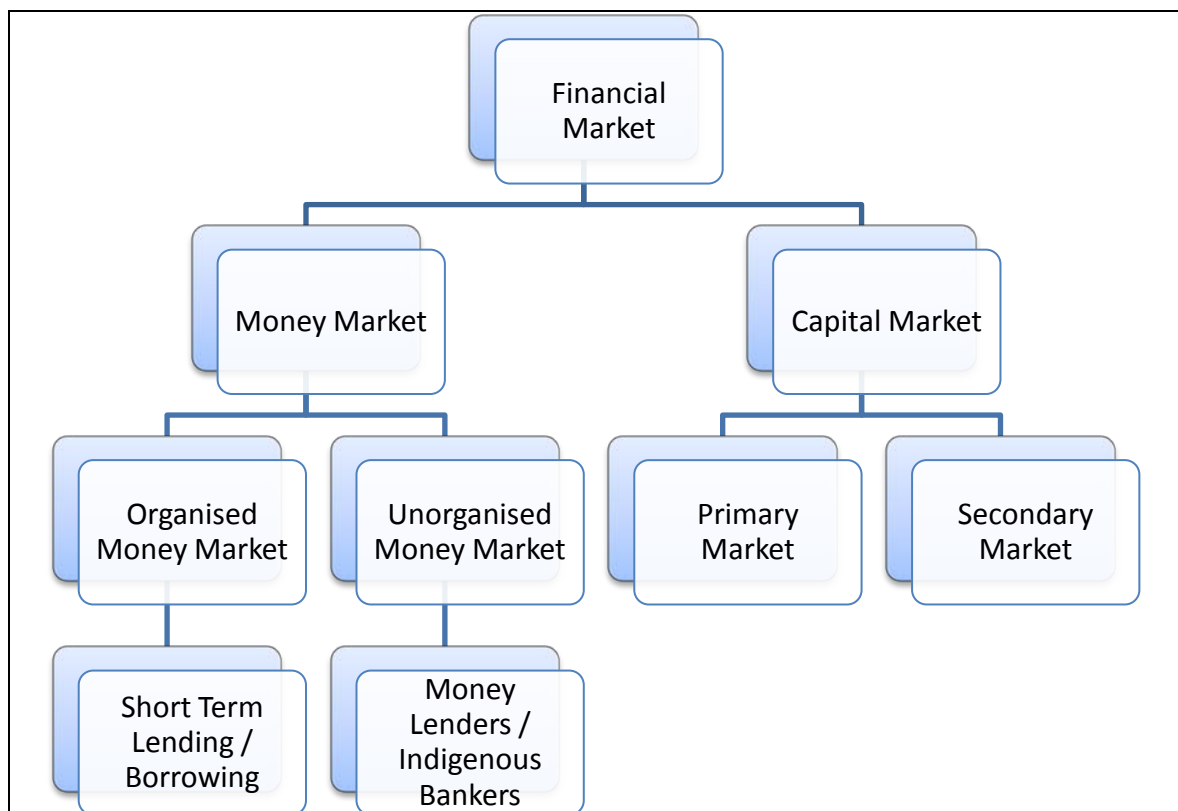 Financial
Market
Money Market
Capital Market
Organised
Money Market
Unorganised
Money Market
Primary
Market
Secondary
Market
Short Term
Lending /
Borrowing
Money
Lenders /
Indigenous
Bankers